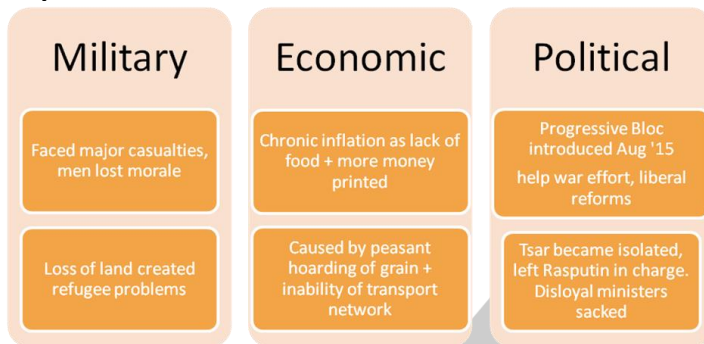 Military
Faced major casualties,
men lost morale
Loss of land created
refugee problems
Economic
Chronic inflation as lack of
food + more money
printed
Caused by peasant
hoarding of grain +
inability of transport
network
Political
Progressive Bloc
introduced Aug '15
help war effort, liberal
reforms
Tsar became isolated,
left Rasputin in charge.
Disloyal ministers
sacked